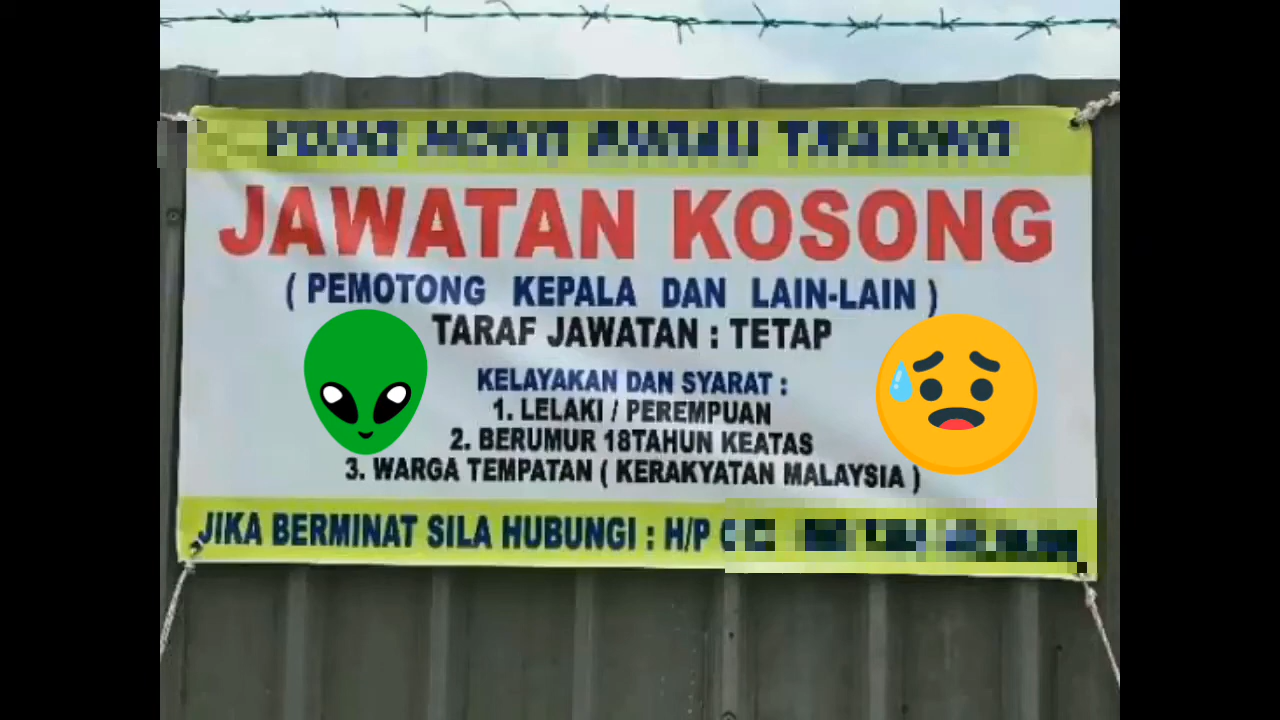 JAWATAN KOSONG
( PEMOTONG KEPALA DAN LAIN-LAIN )
TARAF JAWATAN : TETAP
KELAYAKAN DAN SYARAT :
1. LELAKI / PEREMPUAN
2. BERUMUR 18TAHUN KEATAS
3. WARGA TEMPATAN ( KERAKYATAN MALAYSIA )
JIKA BERMINAT SILA HUBUNGI : H/P